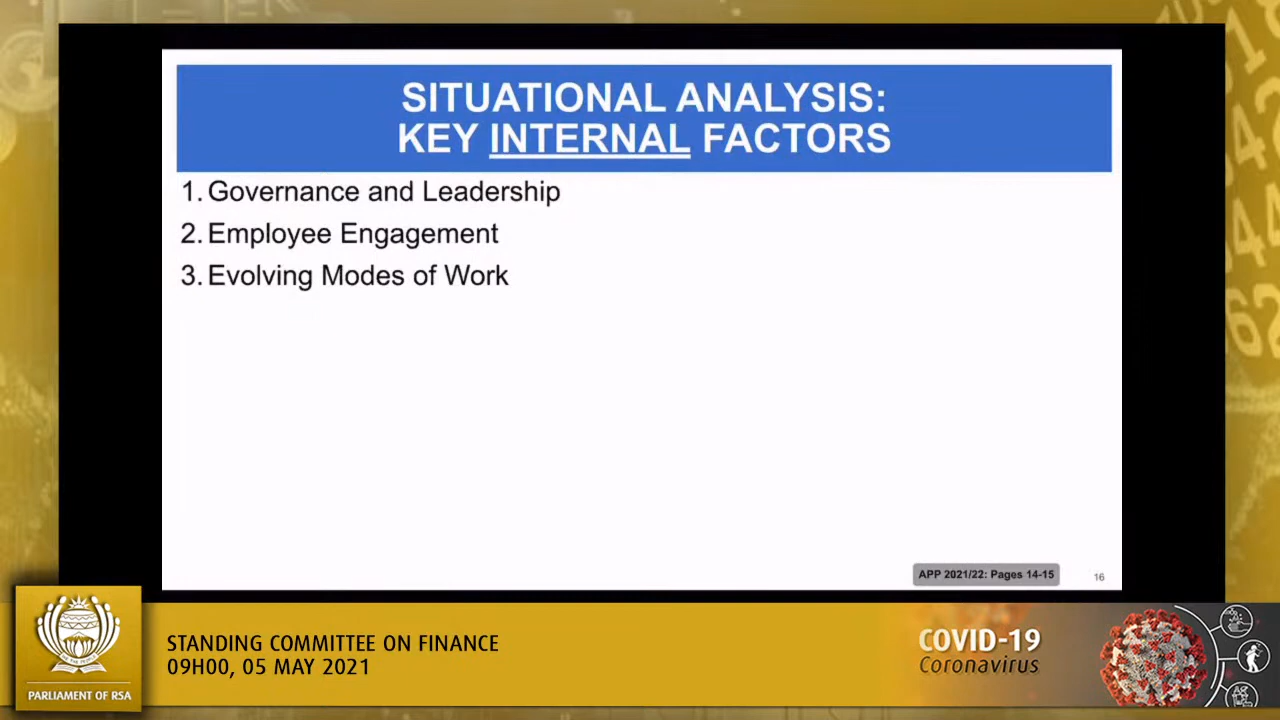 SITUATIONAL ANALYSIS:
KEY INTERNAL FACTORS
1. Governance and Leadership
2. Employee Engagement
3. Evolving Modes of Work
APP 2021/22: Pages 14-15
16
STANDING COMMITTEE ON FINANCE
09H00, 05 MAY 2021
PARLIAMENT OF RSA
COVID-19
Coronavirus